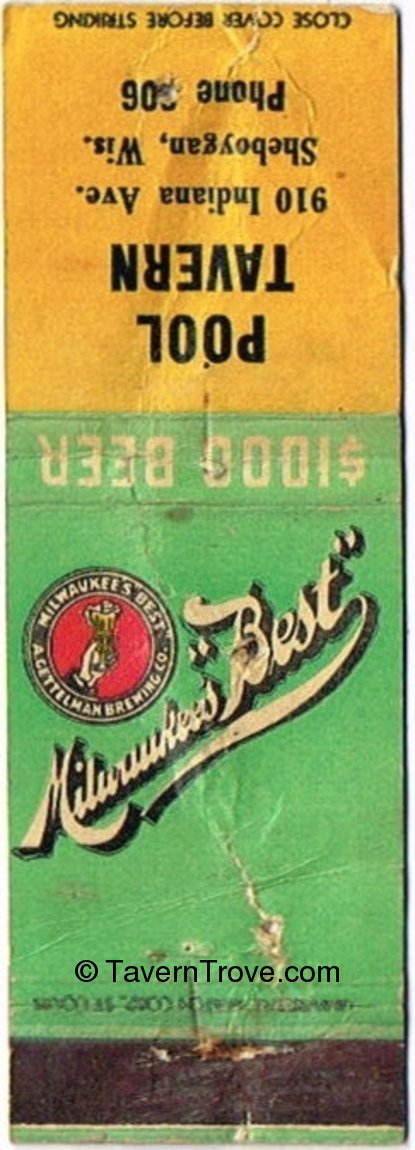 CLOSE COVER BEFORE STRIKING
POOL
TAVERN
910 Indiana Ave.
Sheboygan, Wis.
Phone 606
$1000 BEER
MILWAUKEE'S BEST
A. GETTELMAN BREWING CO.
Milwaukee's "Best"
© TavernTrove.com